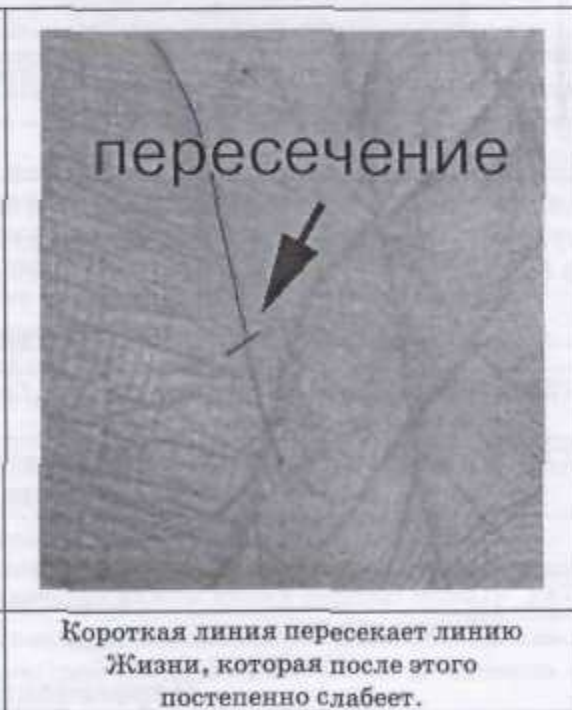 пересечение
Короткая линия пересекает линию
Жизни, которая после этого
постепенно слабеет.